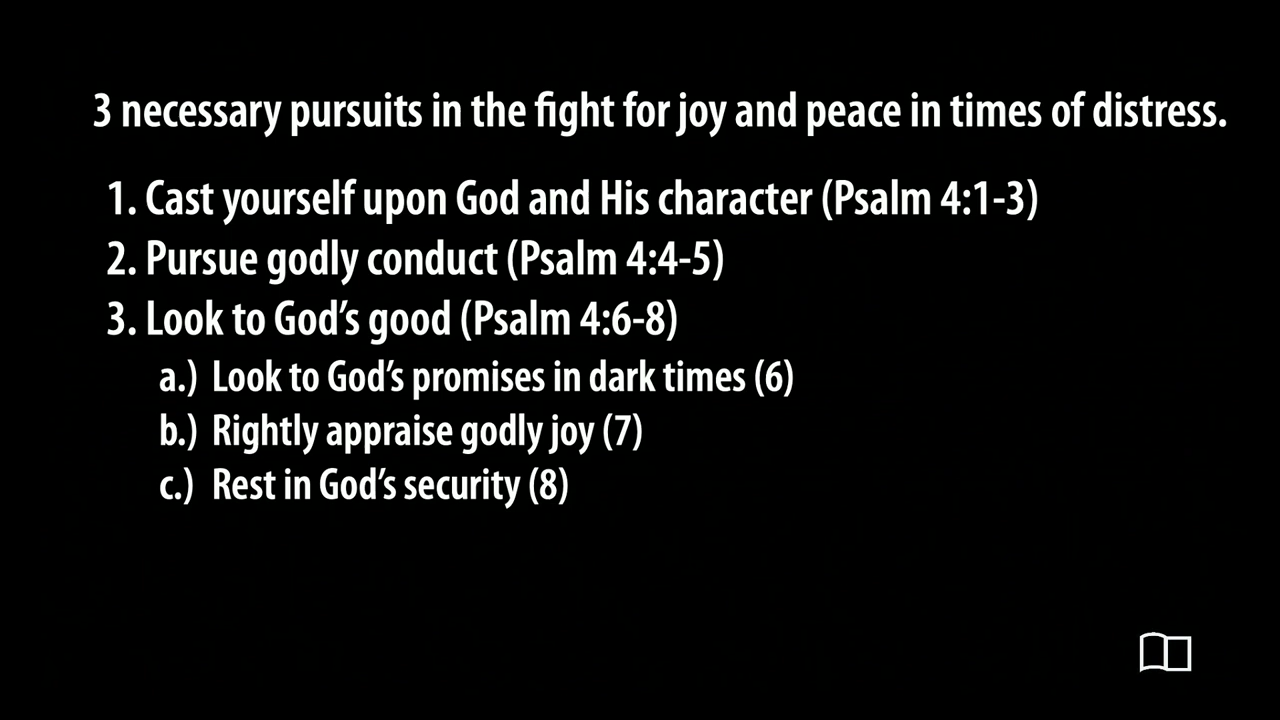 3 necessary pursuits in the fight for joy and peace in times of distress.
1. Cast yourself upon God and His character (Psalm 4:1-3)
2. Pursue godly conduct (Psalm 4:4-5)
3. Look to God’s good (Psalm 4:6-8)
a.) Look to God’s promises in dark times (6)
b.) Rightly appraise godly joy (7)
c.) Rest in God’s security (8)